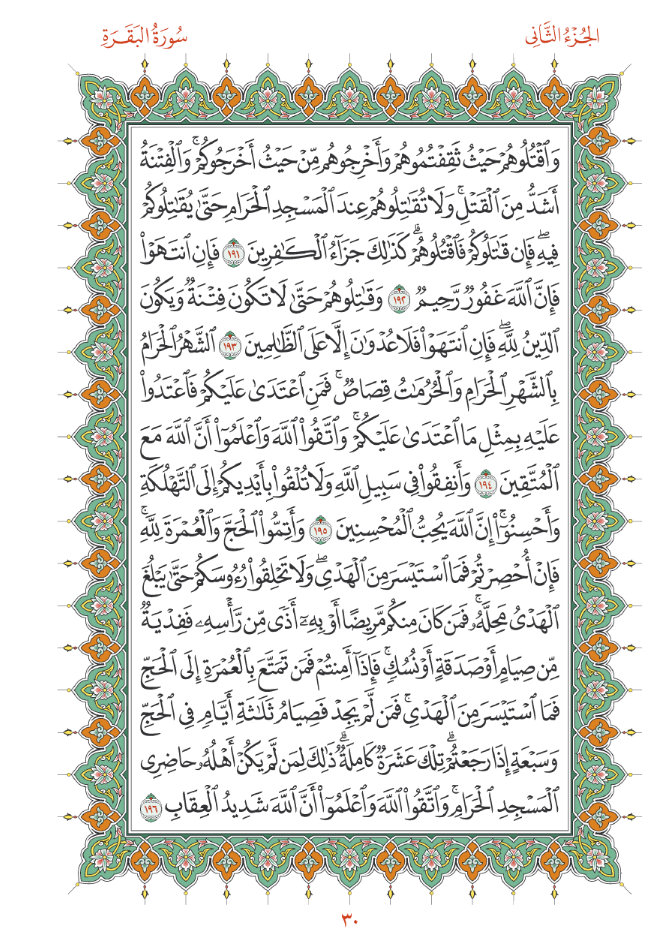 الجُزْءُ الثَّانِى
سُورَةُ البَقَرَةِ
وَٱقۡتُلُوهُمۡ حَيۡثُ ثَقِفۡتُمُوهُمۡ وَأَخۡرِجُوهُم مِّنۡ حَيۡثُ أَخۡرَجُوكُمۡۚ وَٱلۡفِتۡنَةُ
أَشَدُّ مِنَ ٱلۡقَتۡلِۚ وَلَا تُقَٰتِلُوهُمۡ عِندَ ٱلۡمَسۡجِدِ ٱلۡحَرَامِ حَتَّىٰ يُقَٰتِلُوكُمۡ
فِيهِۖ فَإِن قَٰتَلُوكُمۡ فَٱقۡتُلُوهُمۡۗ كَذَٰلِكَ جَزَآءُ ٱلۡكَٰفِرِينَ ١٩١ فَإِنِ ٱنتَهَوۡاْ
فَإِنَّ ٱللَّهَ غَفُورٞ رَّحِيمٞ ١٩٢ وَقَٰتِلُوهُمۡ حَتَّىٰ لَا تَكُونَ فِتۡنَةٞ وَيَكُونَ
ٱلدِّينُ لِلَّهِۖ فَإِنِ ٱنتَهَوۡاْ فَلَا عُدۡوَٰنَ إِلَّا عَلَى ٱلظَّٰلِمِينَ ١٩٣ ٱلشَّهۡرُ ٱلۡحَرَامُ
بِٱلشَّهۡرِ ٱلۡحَرَامِ وَٱلۡحُرُمَٰتُ قِصَاصٞۚ فَمَنِ ٱعۡتَدَىٰ عَلَيۡكُمۡ فَٱعۡتَدُواْ
عَلَيۡهِ بِمِثۡلِ مَا ٱعۡتَدَىٰ عَلَيۡكُمۡۚ وَٱتَّقُواْ ٱللَّهَ وَٱعۡلَمُوٓاْ أَنَّ ٱللَّهَ مَعَ
ٱلۡمُتَّقِينَ ١٩٤ وَأَنفِقُواْ فِي سَبِيلِ ٱللَّهِ وَلَا تُلۡقُواْ بِأَيۡدِيكُمۡ إِلَى ٱلتَّهۡلُكَةِ
وَأَحۡسِنُوٓاْۚ إِنَّ ٱللَّهَ يُحِبُّ ٱلۡمُحۡسِنِينَ ١٩٥ وَأَتِمُّواْ ٱلۡحَجَّ وَٱلۡعُمۡرَةَ لِلَّهِۚ
فَإِنۡ أُحۡصِرۡتُمۡ فَمَا ٱسۡتَيۡسَرَ مِنَ ٱلۡهَدۡيِۖ وَلَا تَحۡلِقُواْ رُءُوسَكُمۡ حَتَّىٰ يَبۡلُغَ
ٱلۡهَدۡيُ مَحِلَّهُۥۚ فَمَن كَانَ مِنكُم مَّرِيضًا أَوۡ بِهِۦٓ أَذٗى مِّن رَّأۡسِهِۦ فَفِدۡيَةٞ
مِّن صِيَامٍ أَوۡ صَدَقَةٍ أَوۡ نُسُكٖۚ فَإِذَآ أَمِنتُمۡ فَمَن تَمَتَّعَ بِٱلۡعُمۡرَةِ إِلَى ٱلۡحَجِّ
فَمَا ٱسۡتَيۡسَرَ مِنَ ٱلۡهَدۡيِۚ فَمَن لَّمۡ يَجِدۡ فَصِيَامُ ثَلَٰثَةِ أَيَّامٖ فِي ٱلۡحَجِّ
وَسَبۡعَةٍ إِذَا رَجَعۡتُمۡۗ تِلۡكَ عَشَرَةٞ كَامِلَةٞۗ ذَٰلِكَ لِمَن لَّمۡ يَكُنۡ أَهۡلُهُۥ حَاضِرِي
ٱلۡمَسۡجِدِ ٱلۡحَرَامِۚ وَٱتَّقُواْ ٱللَّهَ وَٱعۡلَمُوٓاْ أَنَّ ٱللَّهَ شَدِيدُ ٱلۡعِقَابِ ١٩٦
٣٠